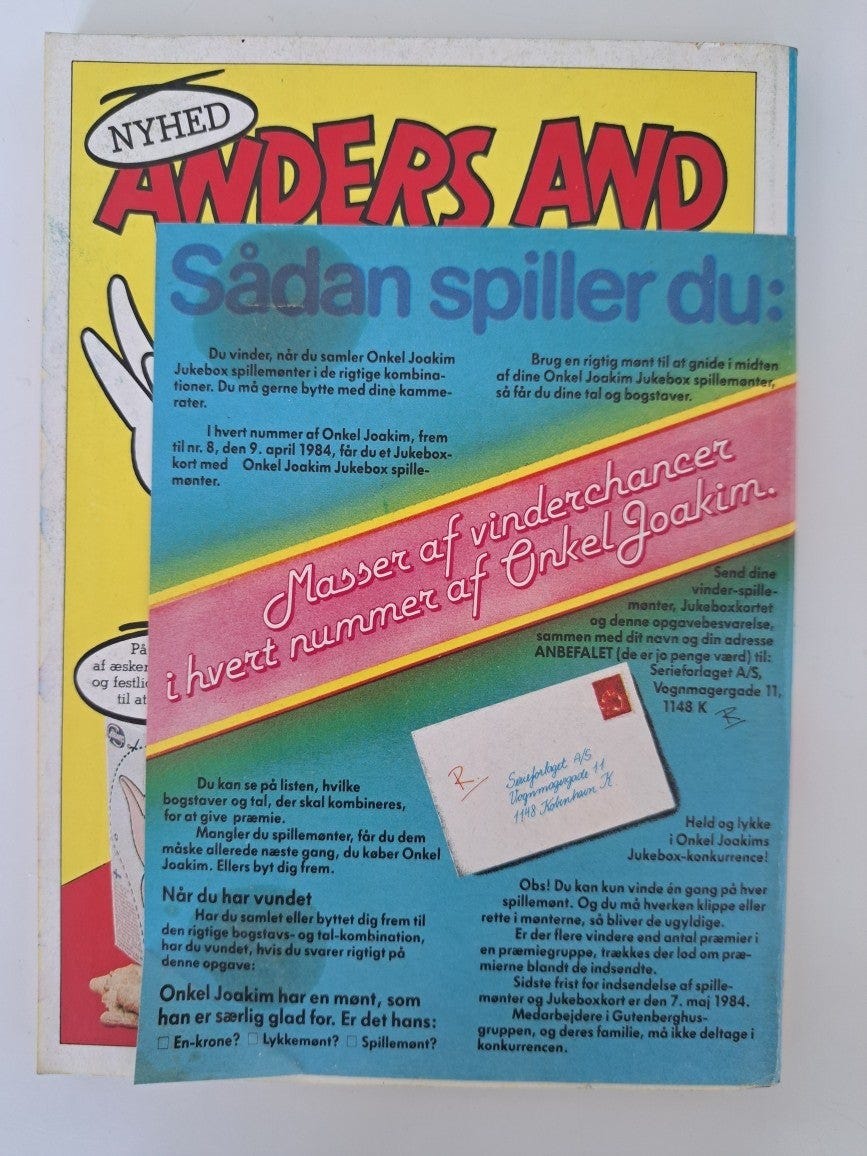 NYHED
ANDERS AND
Sådan spiller du:
Du vinder, når du samler Onkel Joakim
Jukebox spillemønter i de rigtige kombina-
tioner. Du må gerne bytte med dine kamme-
rater.
I hvert nummer af Onkel Joakim, frem
til nr. 8, den 9. april 1984, får du et Jukebox-
kort med Onkel Joakim Jukebox spille-
mønter.
Brug en rigtig mønt til at gnide i midten
af dine Onkel Joakim Jukebox spillemønter,
så får du dine tal og bogstaver.
Masser af vinderchancer
i hvert nummer af Onkel Joakim.
Send dine
vinder-spille-
mønter, Jukeboxkortet
og denne opgavebesvarelse,
sammen med dit navn og din adresse
ANBEFALET (de er jo penge værd) til:
Serieforlaget A/S,
Vognmagergade 11,
1148 K
R
På
af æsker
og festlig
til at
R.
Serieforlaget A/S
Vognmagergade 11
1148 København K
Du kan se på listen, hvilke
bogstaver og tal, der skal kombineres,
for at give præmie.
Mangler du spillemønter, får du dem
måske allerede næste gang, du køber Onkel
Joakim. Ellers byt dig frem.
Når du har vundet
Har du samlet eller byttet dig frem til
den rigtige bogstavs- og tal-kombination,
har du vundet, hvis du svarer rigtigt på
denne opgave:
Onkel Joakim har en mønt, som
han er særlig glad for. Er det hans:
☐ En-krone? ☐ Lykkemønt? ☐ Spillemønt?
Held og lykke
i Onkel Joakims
Jukebox-konkurrence!
Obs! Du kan kun vinde én gang på hver
spillemønt. Og du må hverken klippe eller
rette i mønterne, så bliver de ugyldige.
Er der flere vindere end antal præmier i
en præmiegruppe, trækkes der lod om præ-
mierne blandt de indsendte.
Sidste frist for indsendelse af spille-
mønter og Jukeboxkort er den 7. maj 1984.
Medarbejdere i Gutenberghus-
gruppen, og deres familie, må ikke deltage i
konkurrencen.